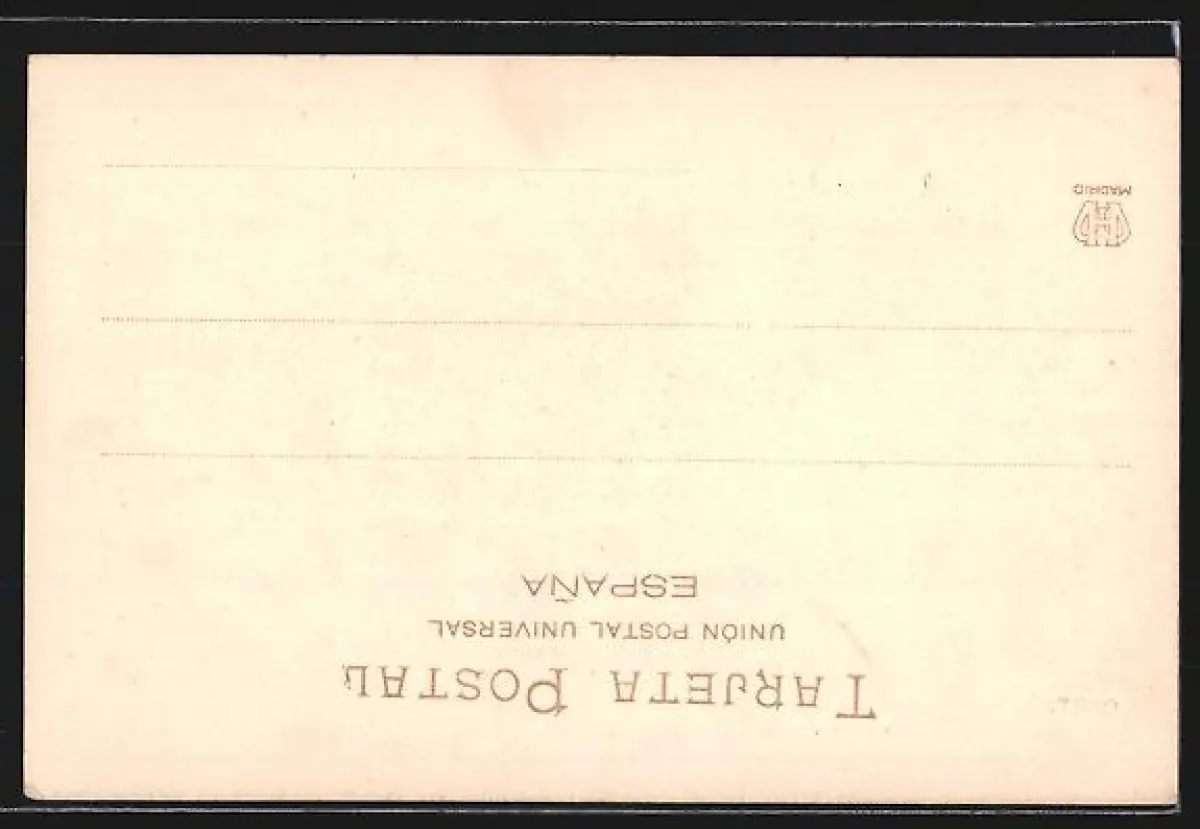 TARJETA POSTAL
UNIÓN POSTAL UNIVERSAL
ESPAÑA
MADRID